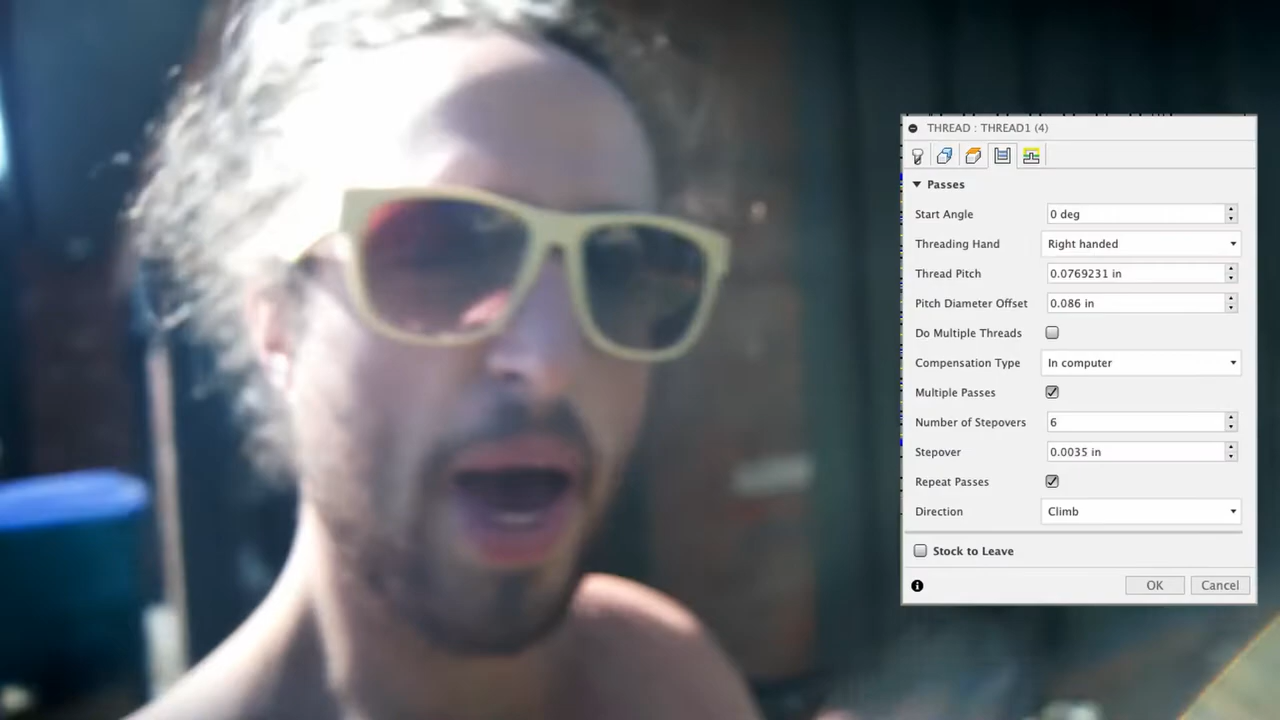 THREAD : THREAD1 (4)
Passes
Start Angle 0 deg
Threading Hand Right handed
Thread Pitch 0.0769231 in
Pitch Diameter Offset 0.086 in
Do Multiple Threads
Compensation Type In computer
Multiple Passes
Number of Stepovers 6
Stepover 0.0035 in
Repeat Passes
Direction Climb
Stock to Leave
OK Cancel